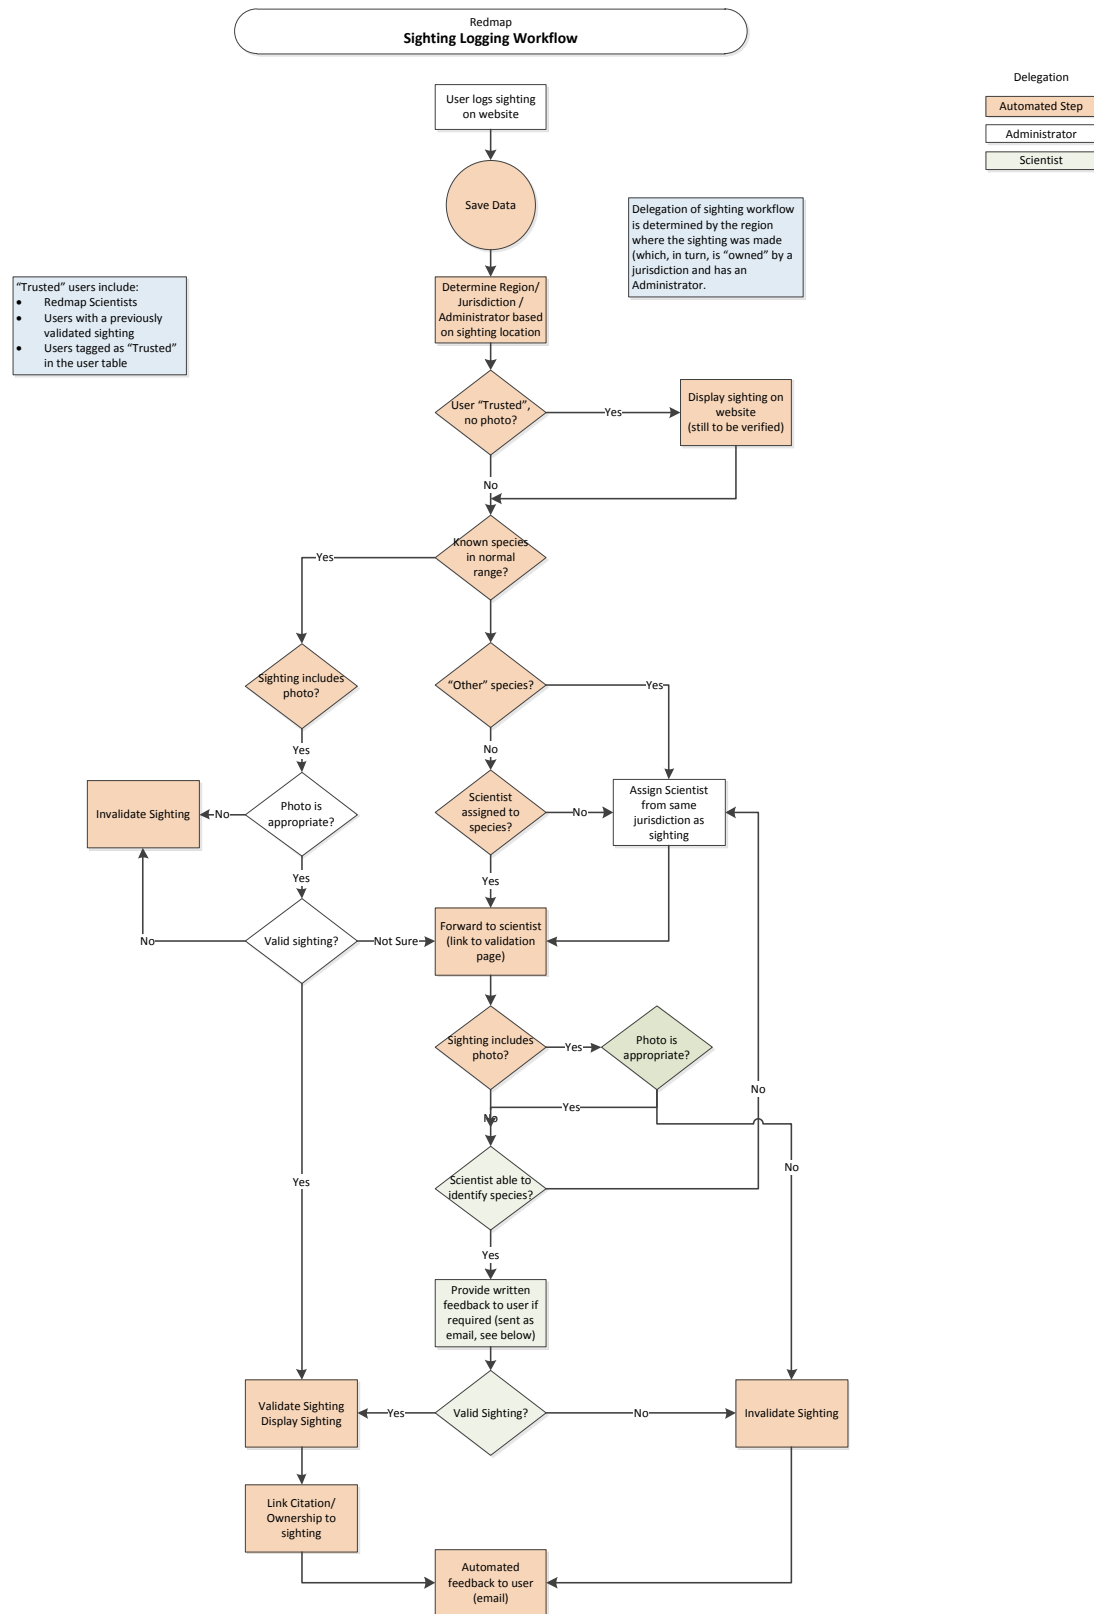 Redmap
Sighting Logging Workflow
Delegation
Automated Step
Administrator
Scientist
User logs sighting
on website
Save Data
Delegation of sighting workflow
is determined by the region
where the sighting was made
(which, in turn, is “owned” by a
jurisdiction and has an
Administrator.
“Trusted” users include:
• Redmap Scientists
• Users with a previously
validated sighting
• Users tagged as “Trusted”
in the user table
Determine Region/
Jurisdiction /
Administrator based
on sighting location
User “Trusted”,
no photo?
Yes
Display sighting on
website
(still to be verified)
No
Known species
in normal
range?
Yes
Sighting includes
photo?
“Other” species?
Yes
Yes
No
Invalidate Sighting
No
Photo is
appropriate?
Scientist
assigned to
species?
No
Assign Scientist
from same
jurisdiction as
sighting
Yes
Yes
No
Valid sighting?
Not Sure
Forward to scientist
(link to validation
page)
Sighting includes
photo?
Yes
Photo is
appropriate?
No
Yes
No
No
Yes
Scientist able to
identify species?
Yes
Provide written
feedback to user if
required (sent as
email, see below)
Validate Sighting
Display Sighting
Yes
Valid Sighting?
No
Invalidate Sighting
Link Citation/
Ownership to
sighting
Automated
feedback to user
(email)